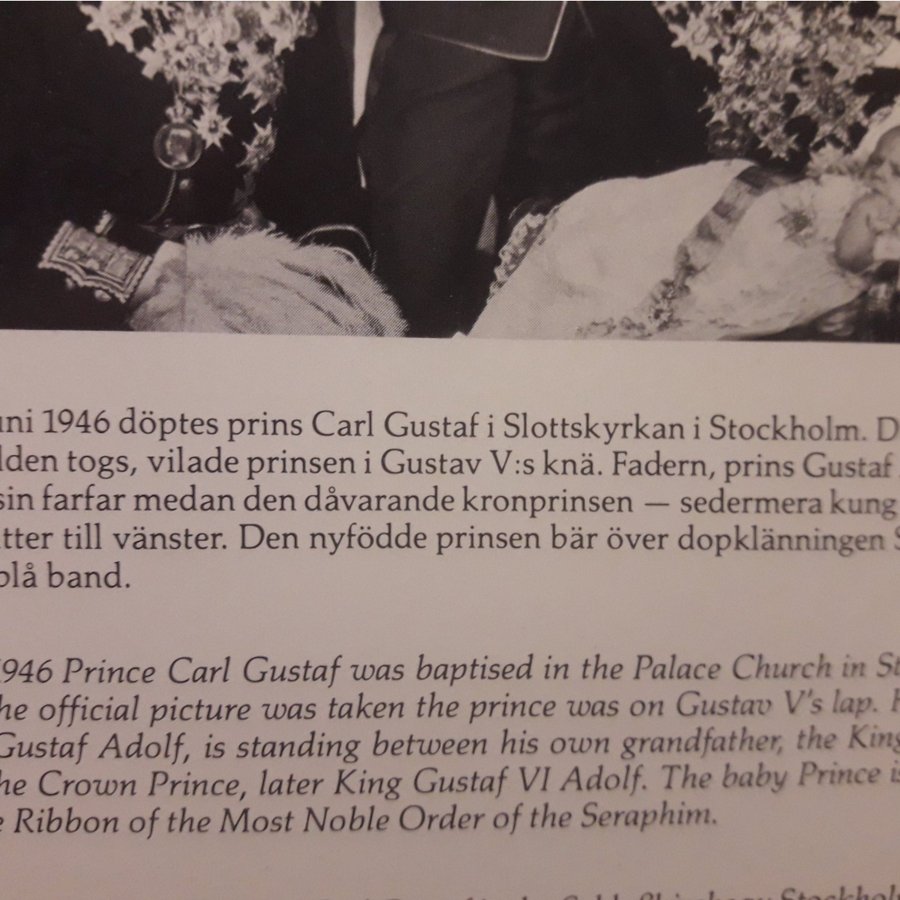 uni 1946 döptes prins Carl Gustaf i Slottskyrkan i Stockholm. D
lden togs, vilade prinsen i Gustav V:s knä. Fadern, prins Gustaf
sin farfar medan den dåvarande kronprinsen — sedermera kung
tter till vänster. Den nyfödde prinsen bär över dopklänningen S
blå band.
1946 Prince Carl Gustaf was baptised in the Palace Church in St
he official picture was taken the prince was on Gustav V's lap. H
Gustaf Adolf, is standing between his own grandfather, the King
he Crown Prince, later King Gustaf VI Adolf. The baby Prince is
e Ribbon of the Most Noble Order of the Seraphim.